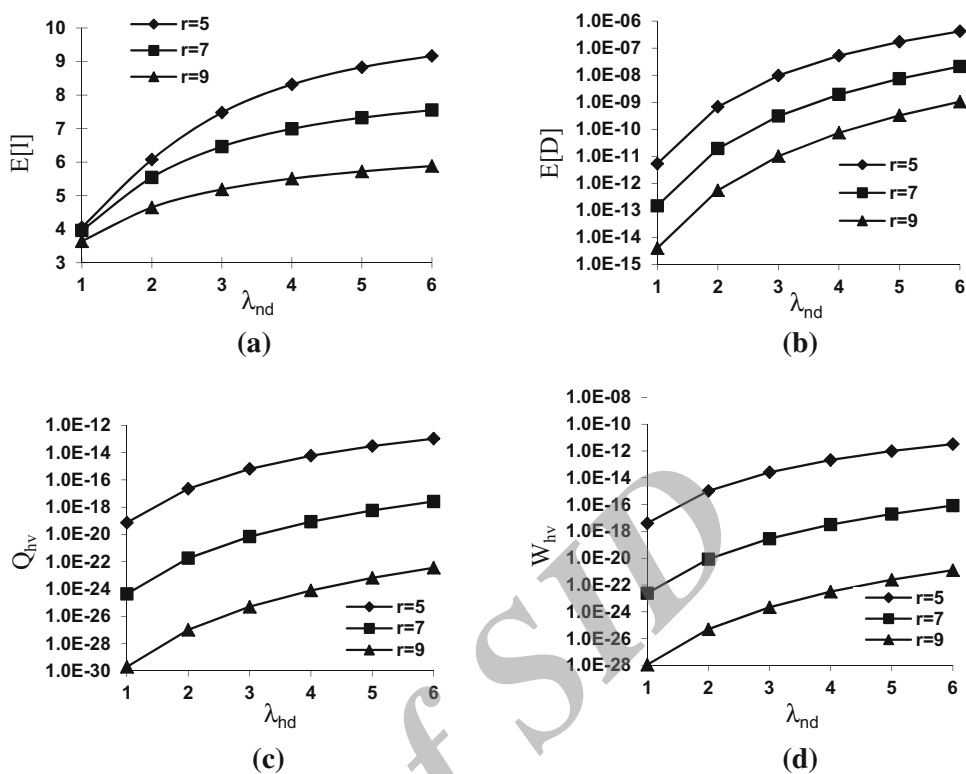 10
9
8
7
6
5
4
3
E[l]
r=5
r=7
r=9
1 2 3 4 5 6
λnd
(a)
1.0E-06
1.0E-07
1.0E-08
1.0E-09
1.0E-10
1.0E-11
1.0E-12
1.0E-13
1.0E-14
1.0E-15
E[D]
r=5
r=7
r=9
1 2 3 4 5 6
λnd
(b)
1.0E-12
1.0E-14
1.0E-16
1.0E-18
1.0E-20
1.0E-22
1.0E-24
1.0E-26
1.0E-28
1.0E-30
Qhv
r=5
r=7
r=9
1 2 3 4 5 6
λhd
(c)
1.0E-08
1.0E-10
1.0E-12
1.0E-14
1.0E-16
1.0E-18
1.0E-20
1.0E-22
1.0E-24
1.0E-26
1.0E-28
Whv
r=5
r=7
r=9
1 2 3 4 5 6
λnd
(d)
f SID